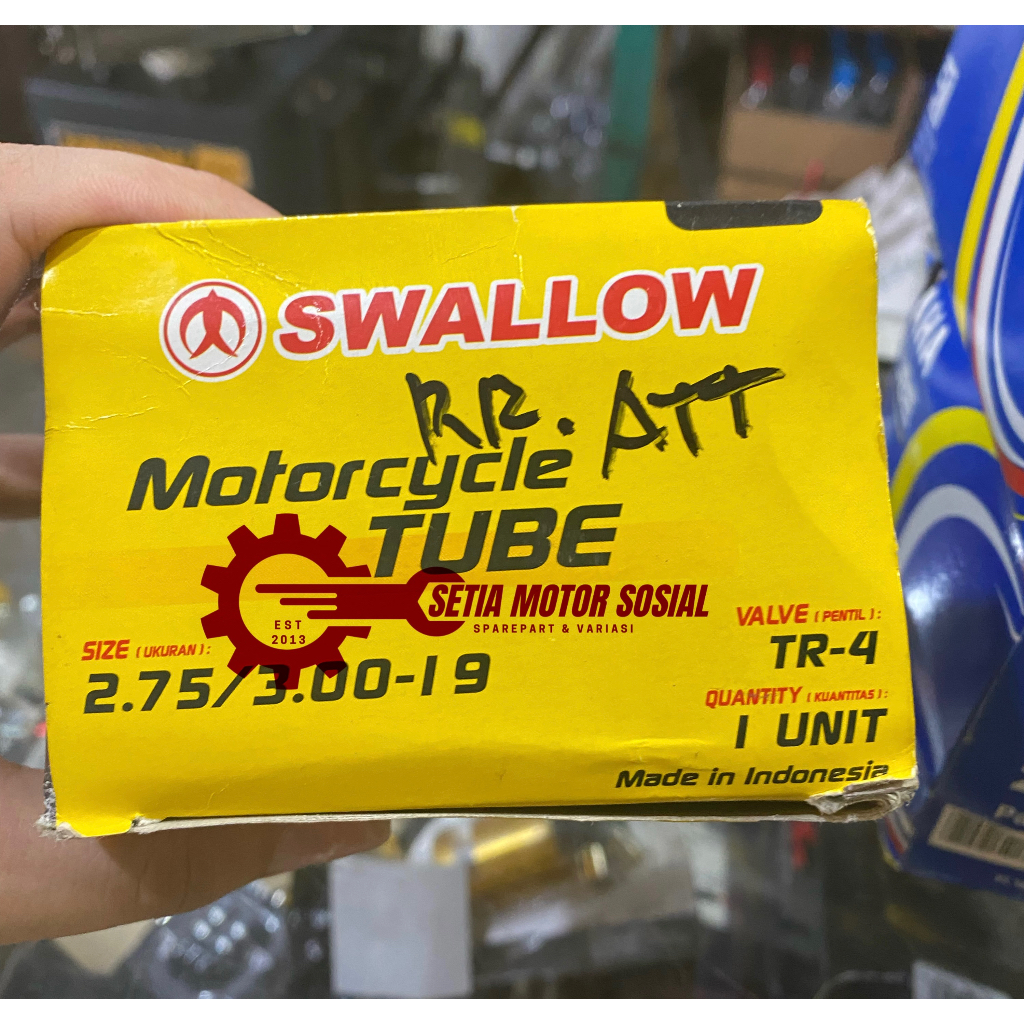 SWALLOW
RR. ATT
Motorcycle
TUBE
SETIA MOTOR SOSIAL
SPAREPART & VARIASI
EST
2013
SIZE (UKURAN):
2.75/3.00-19
VALVE (PENTIL):
TR-4
QUANTITY (KUANTITAS):
1 UNIT
Made in Indonesia